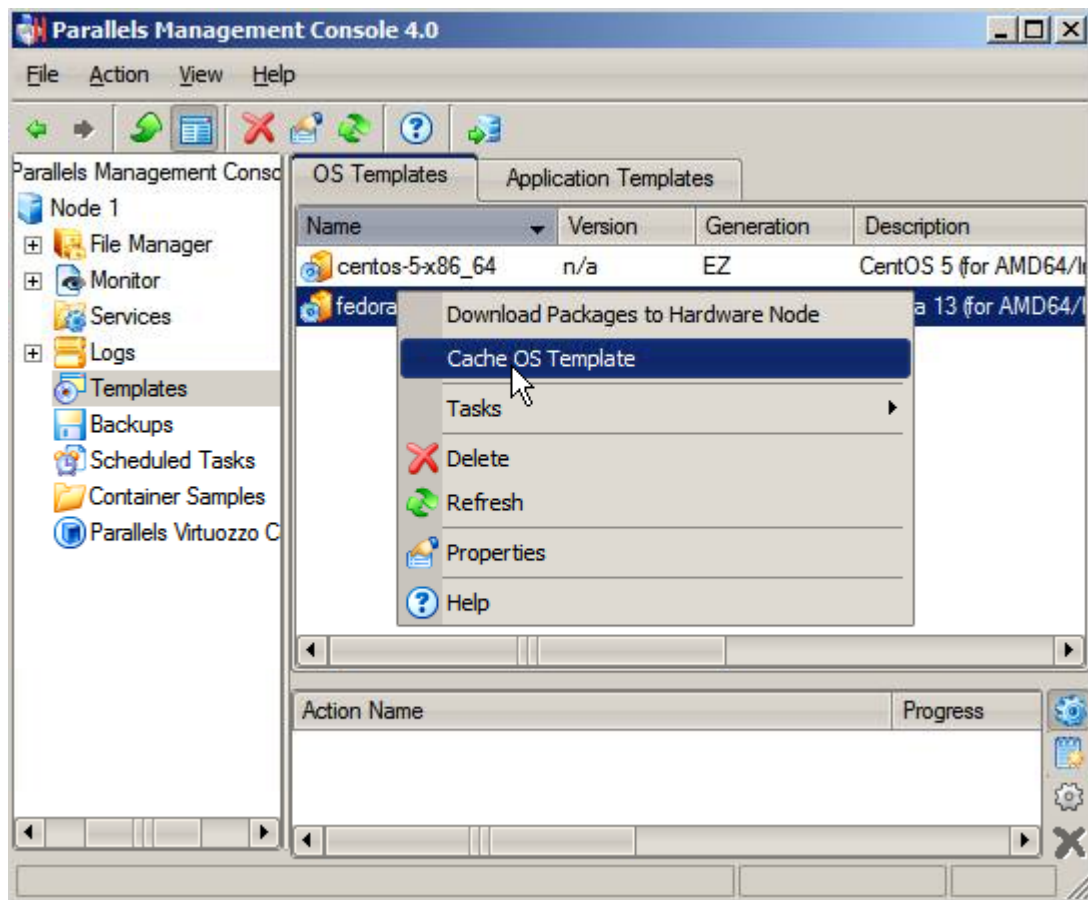 Parallels Management Console 4.0
File Action View Help
Parallels Management Conso
Node 1
File Manager
Monitor
Services
Logs
Templates
Backups
Scheduled Tasks
Container Samples
Parallels Virtuozzo C
OS Templates Application Templates
Name Version Generation Description
centos-5-x86_64 n/a EZ CentOS 5 (for AMD64/I
fedora a 13 (for AMD64/I
Download Packages to Hardware Node
Cache OS Template
Tasks
Delete
Refresh
Properties
Help
Action Name Progress